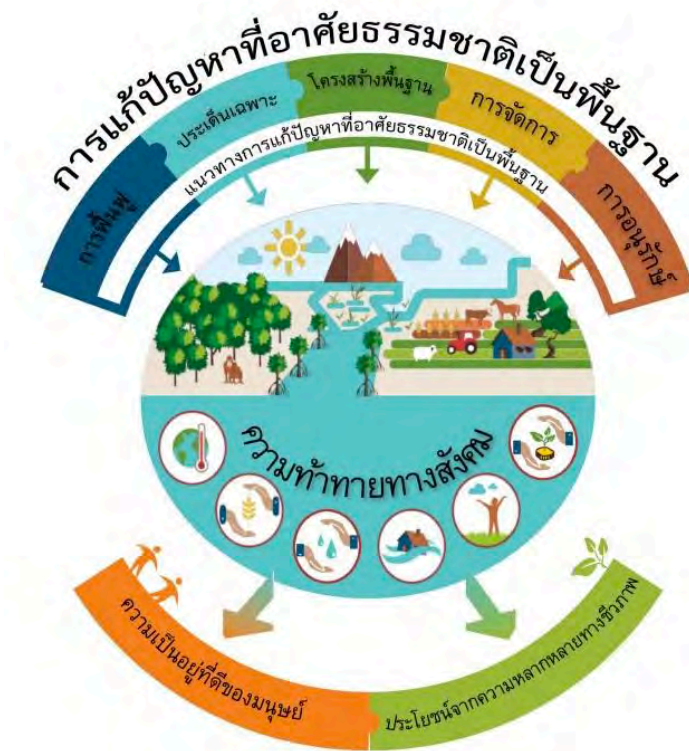 การแก้ปัญหาที่อาศัยธรรมชาติเป็นพื้นฐาน
การฟื้นฟู
ประเด็นเฉพาะ
โครงสร้างพื้นฐาน
การจัดการ
การอนุรักษ์
แนวทางการแก้ปัญหาที่อาศัยธรรมชาติเป็นพื้นฐาน
ความท้าทายทางสังคม
ความเป็นอยู่ที่ดีของมนุษย์
ประโยชน์จากความหลากหลายทางชีวภาพ